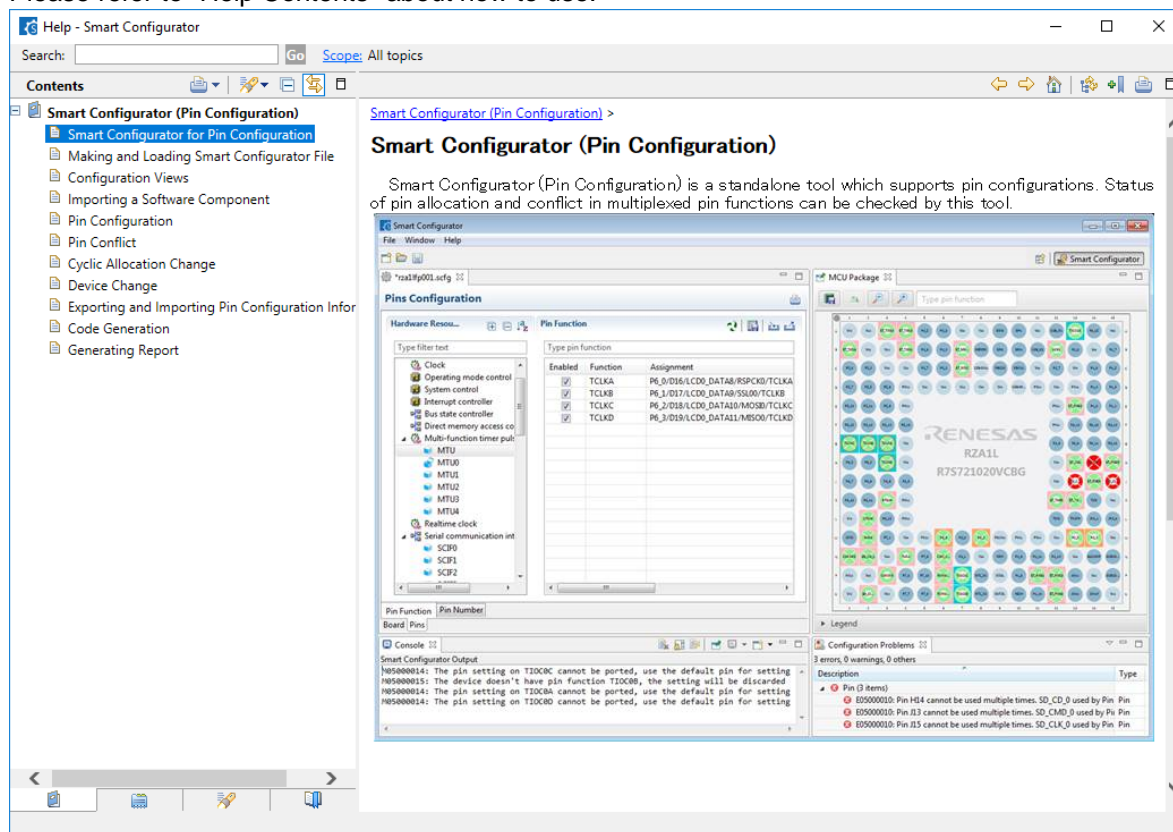 Please refer to "Help Contents" about how to use.
Help - Smart Configurator
Search: Go Scope: All topics
Contents
Smart Configurator (Pin Configuration)
Smart Configurator for Pin Configuration
Making and Loading Smart Configurator File
Configuration Views
Importing a Software Component
Pin Configuration
Pin Conflict
Cyclic Allocation Change
Device Change
Exporting and Importing Pin Configuration Infor
Code Generation
Generating Report
Smart Configurator (Pin Configuration) >
Smart Configurator (Pin Configuration)
Smart Configurator (Pin Configuration) is a standalone tool which supports pin configurations. Status
of pin allocation and conflict in multiplexed pin functions can be checked by this tool.
Smart Configurator
File Window Help
Smart Configurator
*rza1lfp001.scfg
Pins Configuration
Hardware Resou...
Type filter text
Clock
Operating mode control
System control
Interrupt controller
Bus state controller
Direct memory access co
Multi-function timer puls
MTU
MTU0
MTU1
MTU2
MTU3
MTU4
Realtime clock
Serial communication int
SCIF0
SCIF1
SCIF2
Pin Function
Type pin function
Enabled Function Assignment
TCLKA P6_0/D16/LCD0_DATA8/RSPCK0/TCLKA
TCLKB P6_1/D17/LCD0_DATA9/SSL00/TCLKB
TCLKC P6_2/D18/LCD0_DATA10/MOSI0/TCLKC
TCLKD P6_3/D19/LCD0_DATA11/MISO0/TCLKD
Pin Function Pin Number
Board Pins
MCU Package
Type pin function
RENESAS
RZA1L
R7S721020VCBG
Legend
Console
Smart Configurator Output
M05000014: The pin setting on TIOC0C cannot be ported, use the default pin for setting
M05000015: The device doesn't have pin function TIOC0B, the setting will be discarded
M05000014: The pin setting on TIOC0A cannot be ported, use the default pin for setting
M05000014: The pin setting on TIOC0D cannot be ported, use the default pin for setting
Configuration Problems
3 errors, 0 warnings, 0 others
Description Type
Pin (3 items)
E05000010: Pin H14 cannot be used multiple times. SD_CD_0 used by Pin Pin
E05000010: Pin J13 cannot be used multiple times. SD_CMD_0 used by Pi Pin
E05000010: Pin J15 cannot be used multiple times. SD_CLK_0 used by Pin Pin